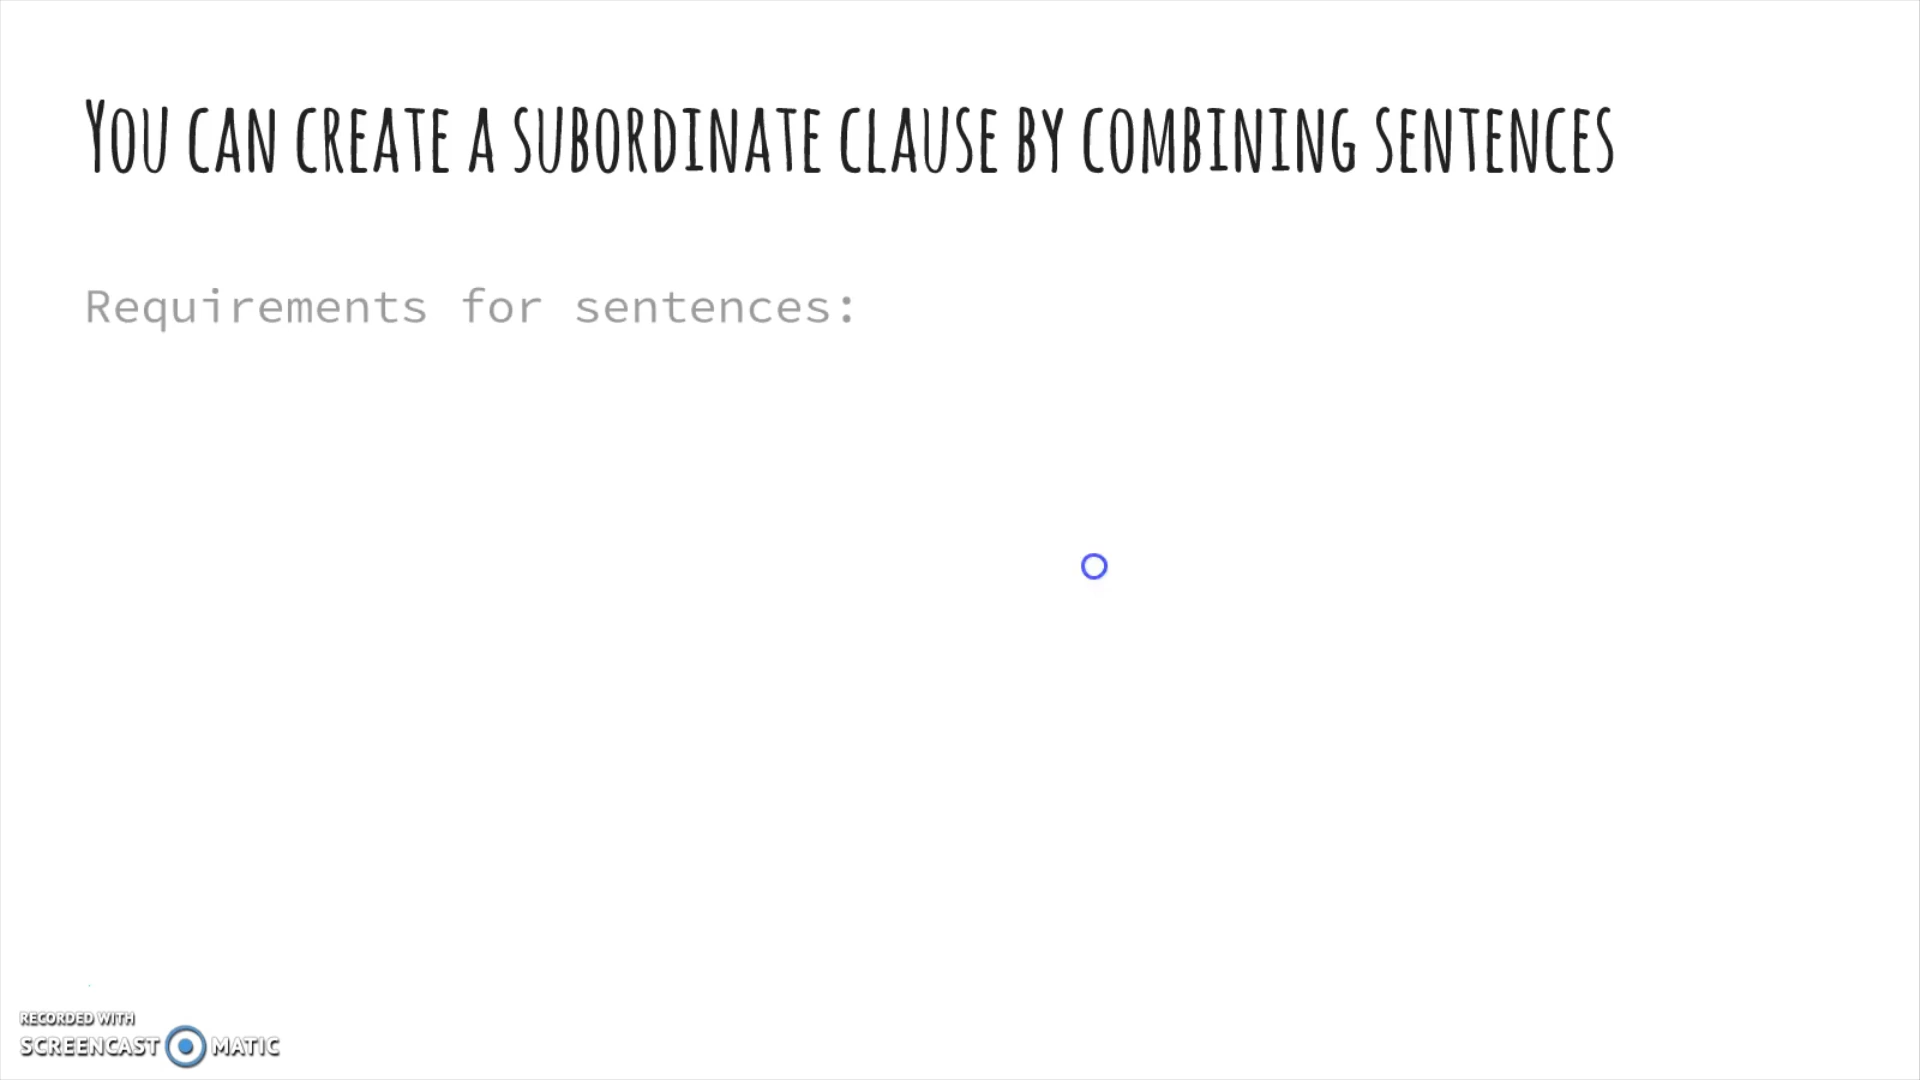 You can create a subordinate clause by combining sentences
Requirements for sentences:
RECORDED WITH
SCREENCAST MATIC